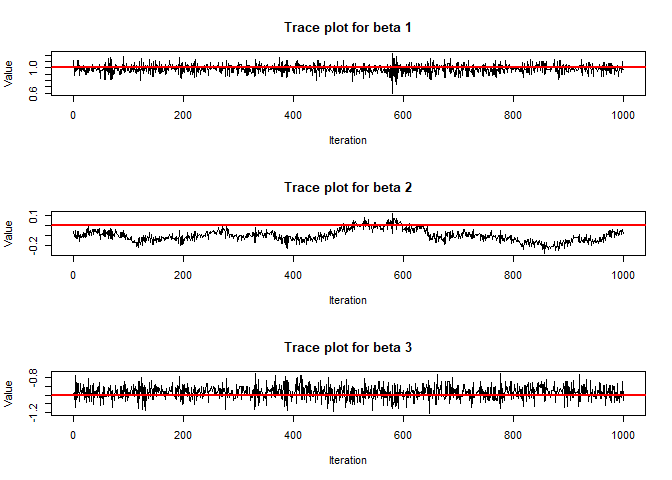 Trace plot for beta 1
Value
1.0
0.6
0 200 400 600 800 1000
Iteration
Trace plot for beta 2
Value
0.1
-0.2
0 200 400 600 800 1000
Iteration
Trace plot for beta 3
Value
-0.8
-1.2
0 200 400 600 800 1000
Iteration